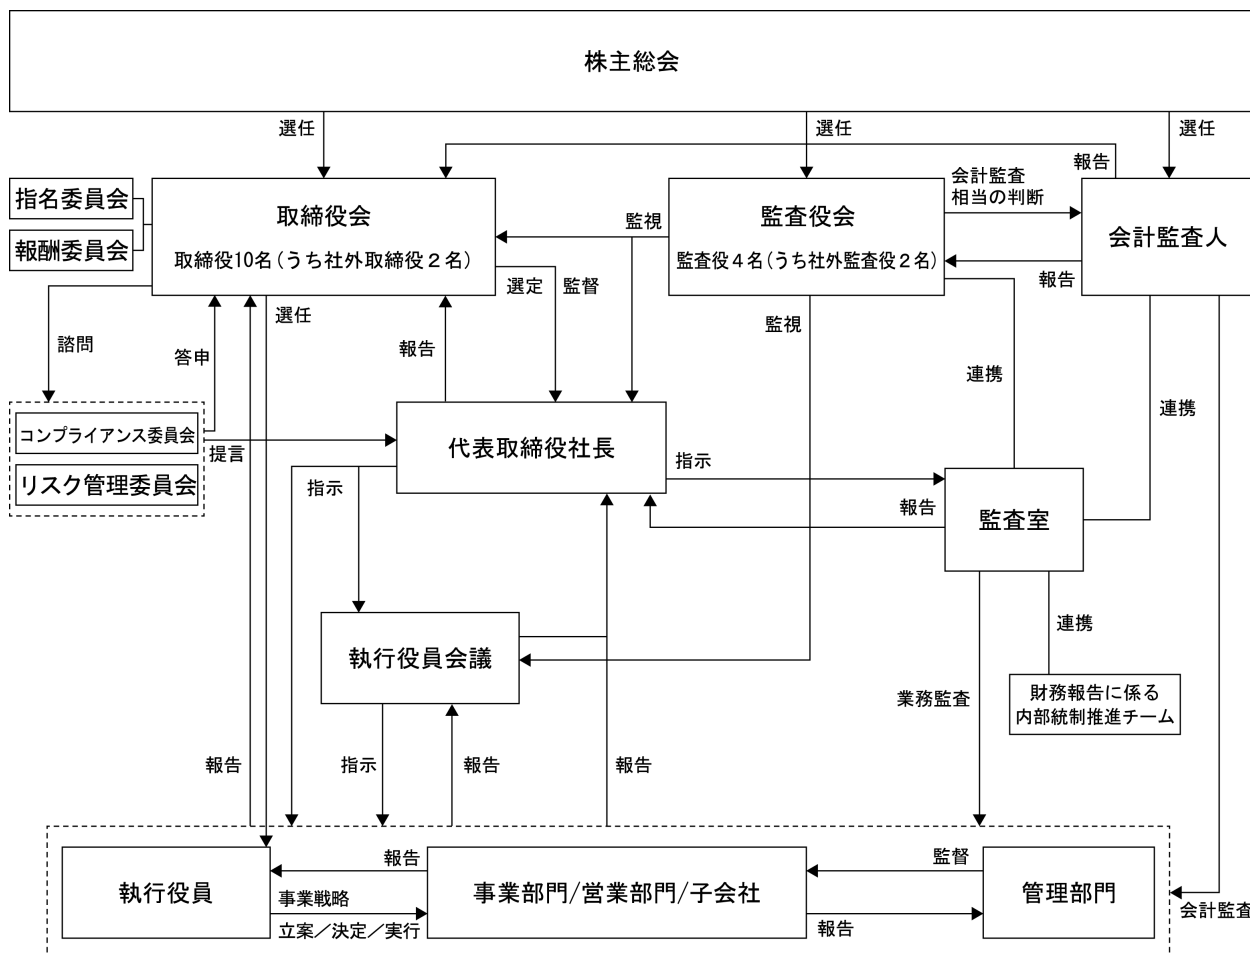 株主総会
選任
選任
選任
報告
指名委員会
報酬委員会
取締役会
取締役10名(うち社外取締役2名)
監視
監査役会
監査役4名(うち社外監査役2名)
会計監査
相当の判断
会計監査人
報告
選定
監督
選任
監視
諮問
答申
報告
連携
連携
コンプライアンス委員会
リスク管理委員会
提言
代表取締役社長
指示
指示
報告
監査室
執行役員会議
連携
財務報告に係る
内部統制推進チーム
業務監査
報告
指示
報告
報告
執行役員
報告
事業戦略
立案/決定/実行
事業部門/営業部門/子会社
監督
報告
管理部門
会計監査